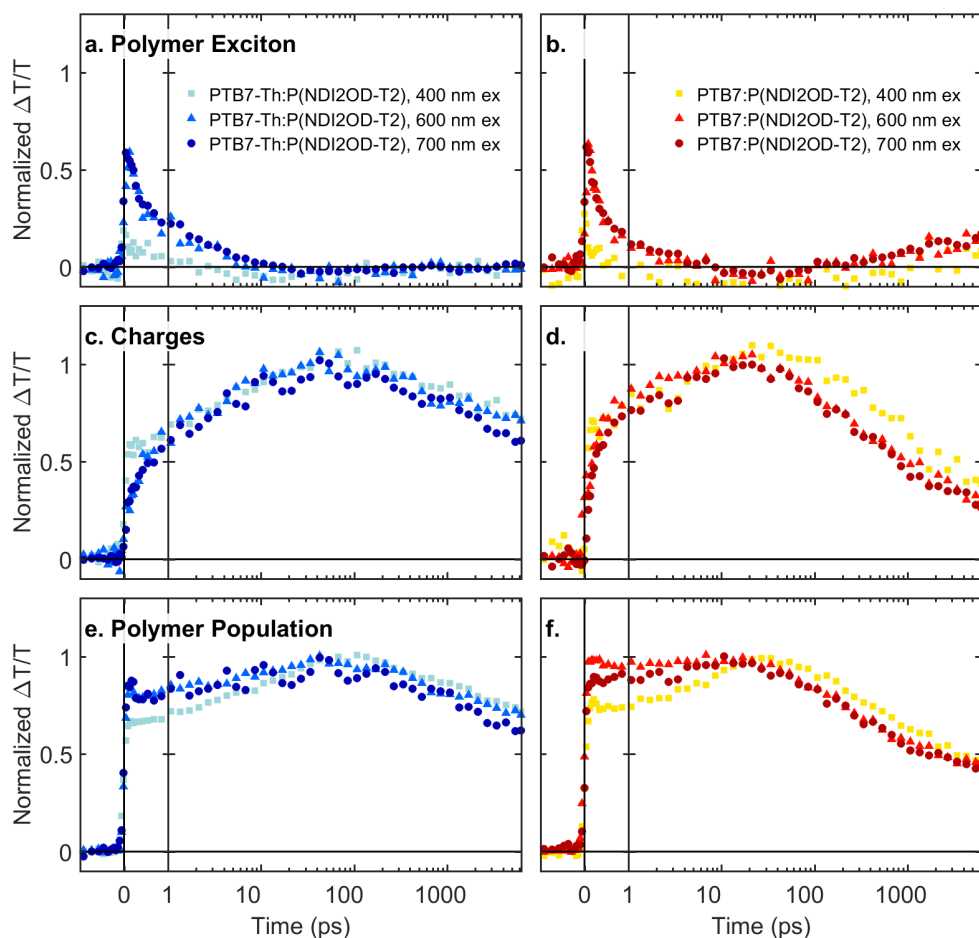 a. Polymer Exciton
b.
1
0.5
0
Normalized ΔT/T
PTB7-Th:P(NDI2OD-T2), 400 nm ex
PTB7-Th:P(NDI2OD-T2), 600 nm ex
PTB7-Th:P(NDI2OD-T2), 700 nm ex
PTB7:P(NDI2OD-T2), 400 nm ex
PTB7:P(NDI2OD-T2), 600 nm ex
PTB7:P(NDI2OD-T2), 700 nm ex
c. Charges
d.
1
0.5
0
Normalized ΔT/T
e. Polymer Population
f.
1
0.5
0
Normalized ΔT/T
0 1 10 100 1000
0 1 10 100 1000
Time (ps)
Time (ps)